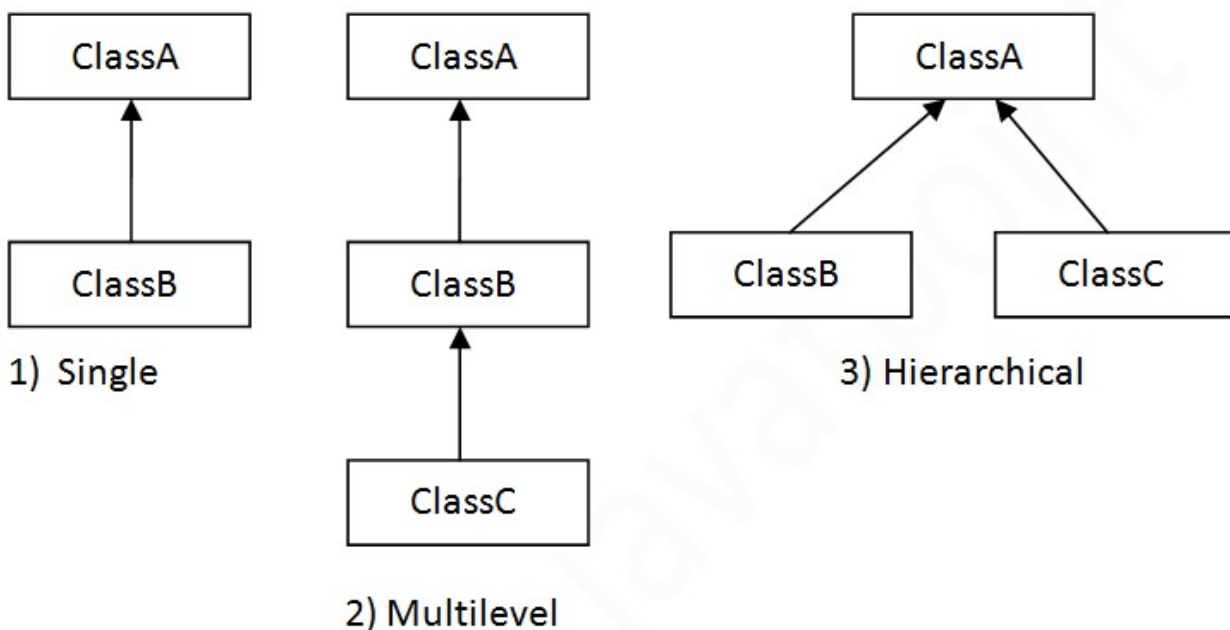 ClassA
ClassB
1) Single
ClassA
ClassB
ClassC
2) Multilevel
ClassA
ClassB
ClassC
3) Hierarchical